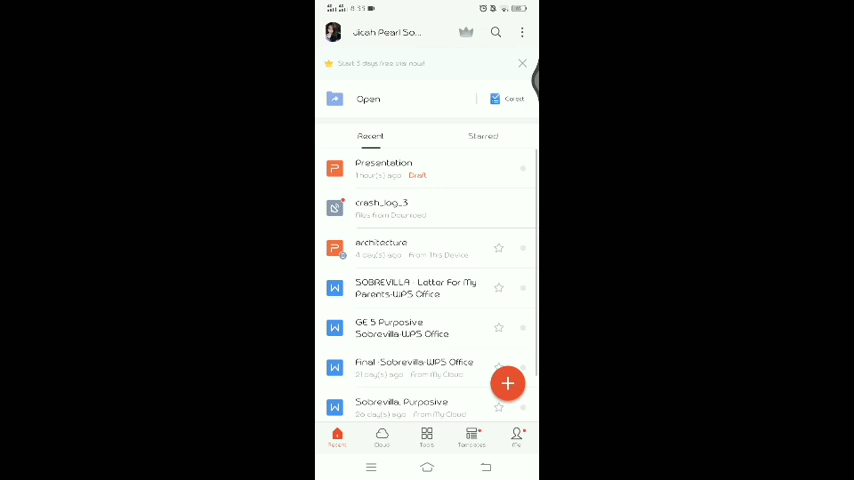 8:33
Jicah Pearl So...
Start 3 days free trial now!
Open
Collect
Recent
Starred
Presentation
1 hour(s) ago Draft
crash_log_3
Files from Download
architecture
4 day(s) ago from This Device
SOBREVILLA - Letter For My
Parents-WPS Office
GE 5 Purposive
Sobrevilla-WPS Office
Final -Sobrevilla-WPS Office
21 day(s) ago from My Cloud
Sobrevilla, Purposive
26 day(s) ago from My Cloud
Recent
Cloud
Tools
Templates
Me